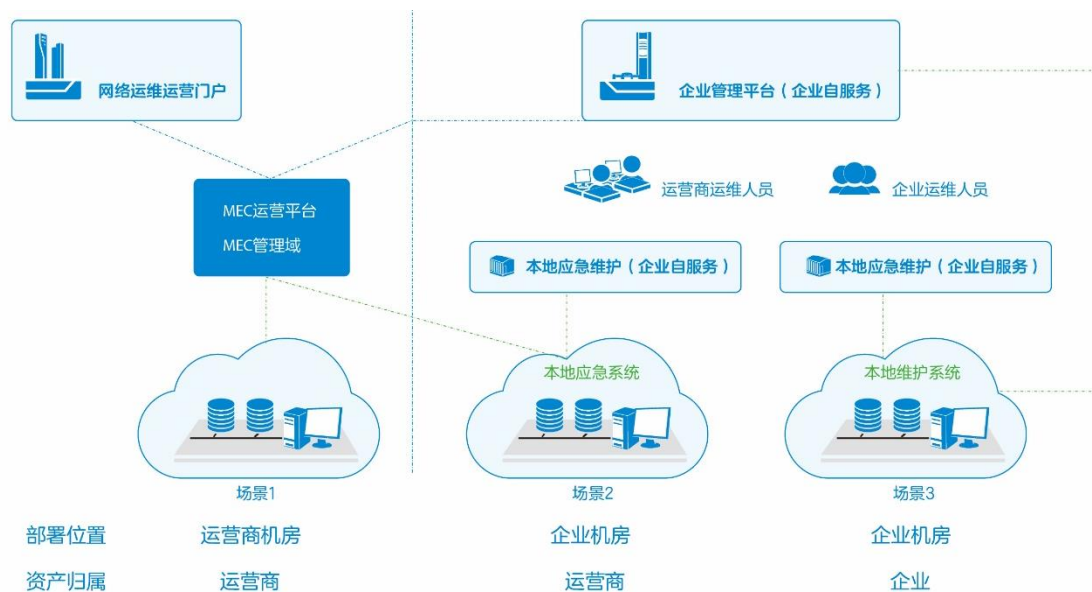 网络运维运营门户
企业管理平台（企业自服务）
运营商运维人员
企业运维人员
MEC运营平台
MEC管理域
本地应急维护（企业自服务）
本地应急维护（企业自服务）
本地应急系统
本地维护系统
场景1
场景2
场景3
部署位置 运营商机房 企业机房 企业机房
资产归属 运营商 运营商 企业